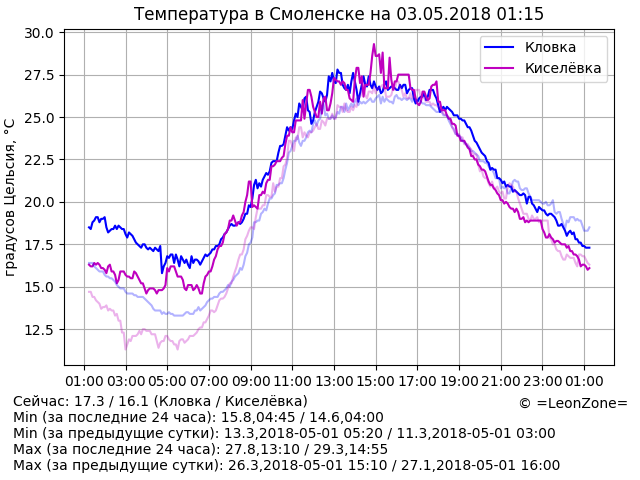 Температура в Смоленске на 03.05.2018 01:15
градусов Цельсия, °C
30.0
27.5
25.0
22.5
20.0
17.5
15.0
12.5
Кловка
Киселёвка
01:00 03:00 05:00 07:00 09:00 11:00 13:00 15:00 17:00 19:00 21:00 23:00 01:00
Сейчас: 17.3 / 16.1 (Кловка / Киселёвка)
© =LeonZone=
Min (за последние 24 часа): 15.8,04:45 / 14.6,04:00
Min (за предыдущие сутки): 13.3,2018-05-01 05:20 / 11.3,2018-05-01 03:00
Max (за последние 24 часа): 27.8,13:10 / 29.3,14:55
Max (за предыдущие сутки): 26.3,2018-05-01 15:10 / 27.1,2018-05-01 16:00